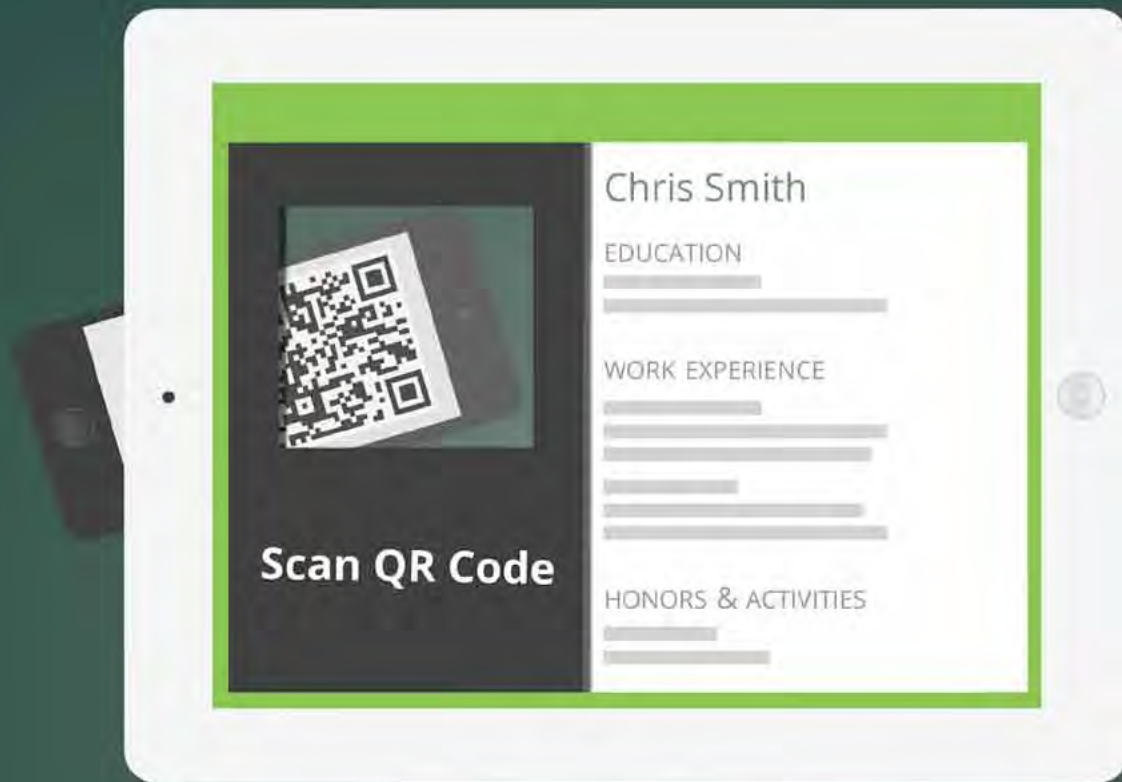 Scan QR Code
Chris Smith
EDUCATION
WORK EXPERIENCE
HONORS & ACTIVITIES